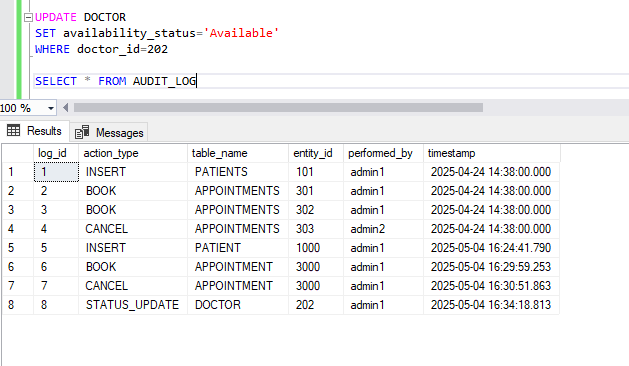 UPDATE DOCTOR
SET availability_status='Available'
WHERE doctor_id=202
SELECT * FROM AUDIT_LOG
100 %
Results Messages
log_id action_type table_name entity_id performed_by timestamp
1 1 INSERT PATIENTS 101 admin1 2025-04-24 14:38:00.000
2 2 BOOK APPOINTMENTS 301 admin1 2025-04-24 14:38:00.000
3 3 BOOK APPOINTMENTS 302 admin1 2025-04-24 14:38:00.000
4 4 CANCEL APPOINTMENTS 303 admin2 2025-04-24 14:38:00.000
5 5 INSERT PATIENT 1000 admin1 2025-05-04 16:24:41.790
6 6 BOOK APPOINTMENT 3000 admin1 2025-05-04 16:29:59.253
7 7 CANCEL APPOINTMENT 3000 admin1 2025-05-04 16:30:51.863
8 8 STATUS_UPDATE DOCTOR 202 admin1 2025-05-04 16:34:18.813